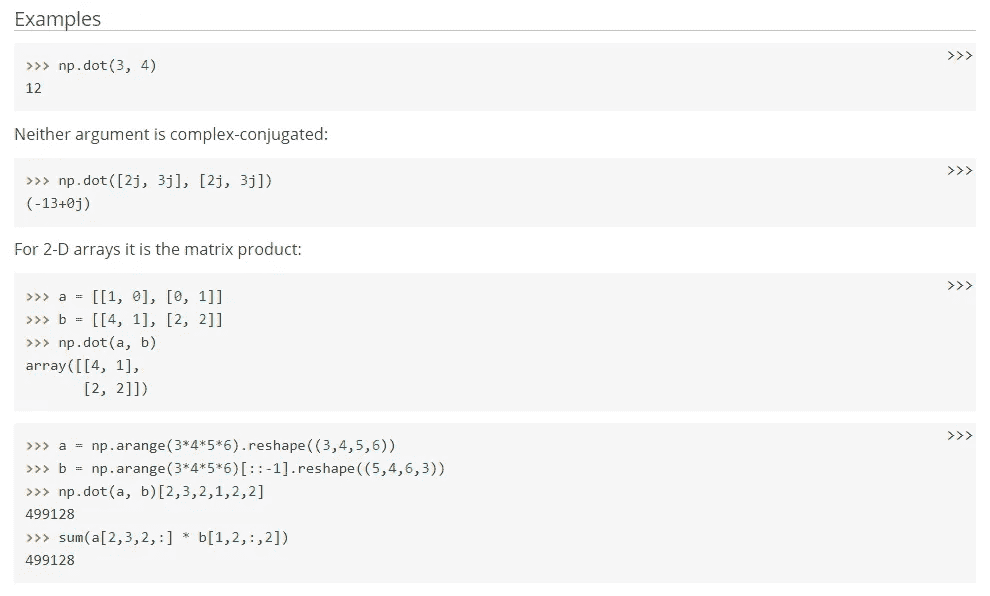 Examples
>>>
>>> np.dot(3, 4)
12
Neither argument is complex-conjugated:
>>>
>>> np.dot([2j, 3j], [2j, 3j])
(-13+0j)
For 2-D arrays it is the matrix product:
>>>
>>> a = [[1, 0], [0, 1]]
>>> b = [[4, 1], [2, 2]]
>>> np.dot(a, b)
array([[4, 1],
       [2, 2]])
>>>
>>> a = np.arange(3*4*5*6).reshape((3,4,5,6))
>>> b = np.arange(3*4*5*6)[::-1].reshape((5,4,6,3))
>>> np.dot(a, b)[2,3,2,1,2,2]
499128
>>> sum(a[2,3,2,:] * b[1,2,:,2])
499128